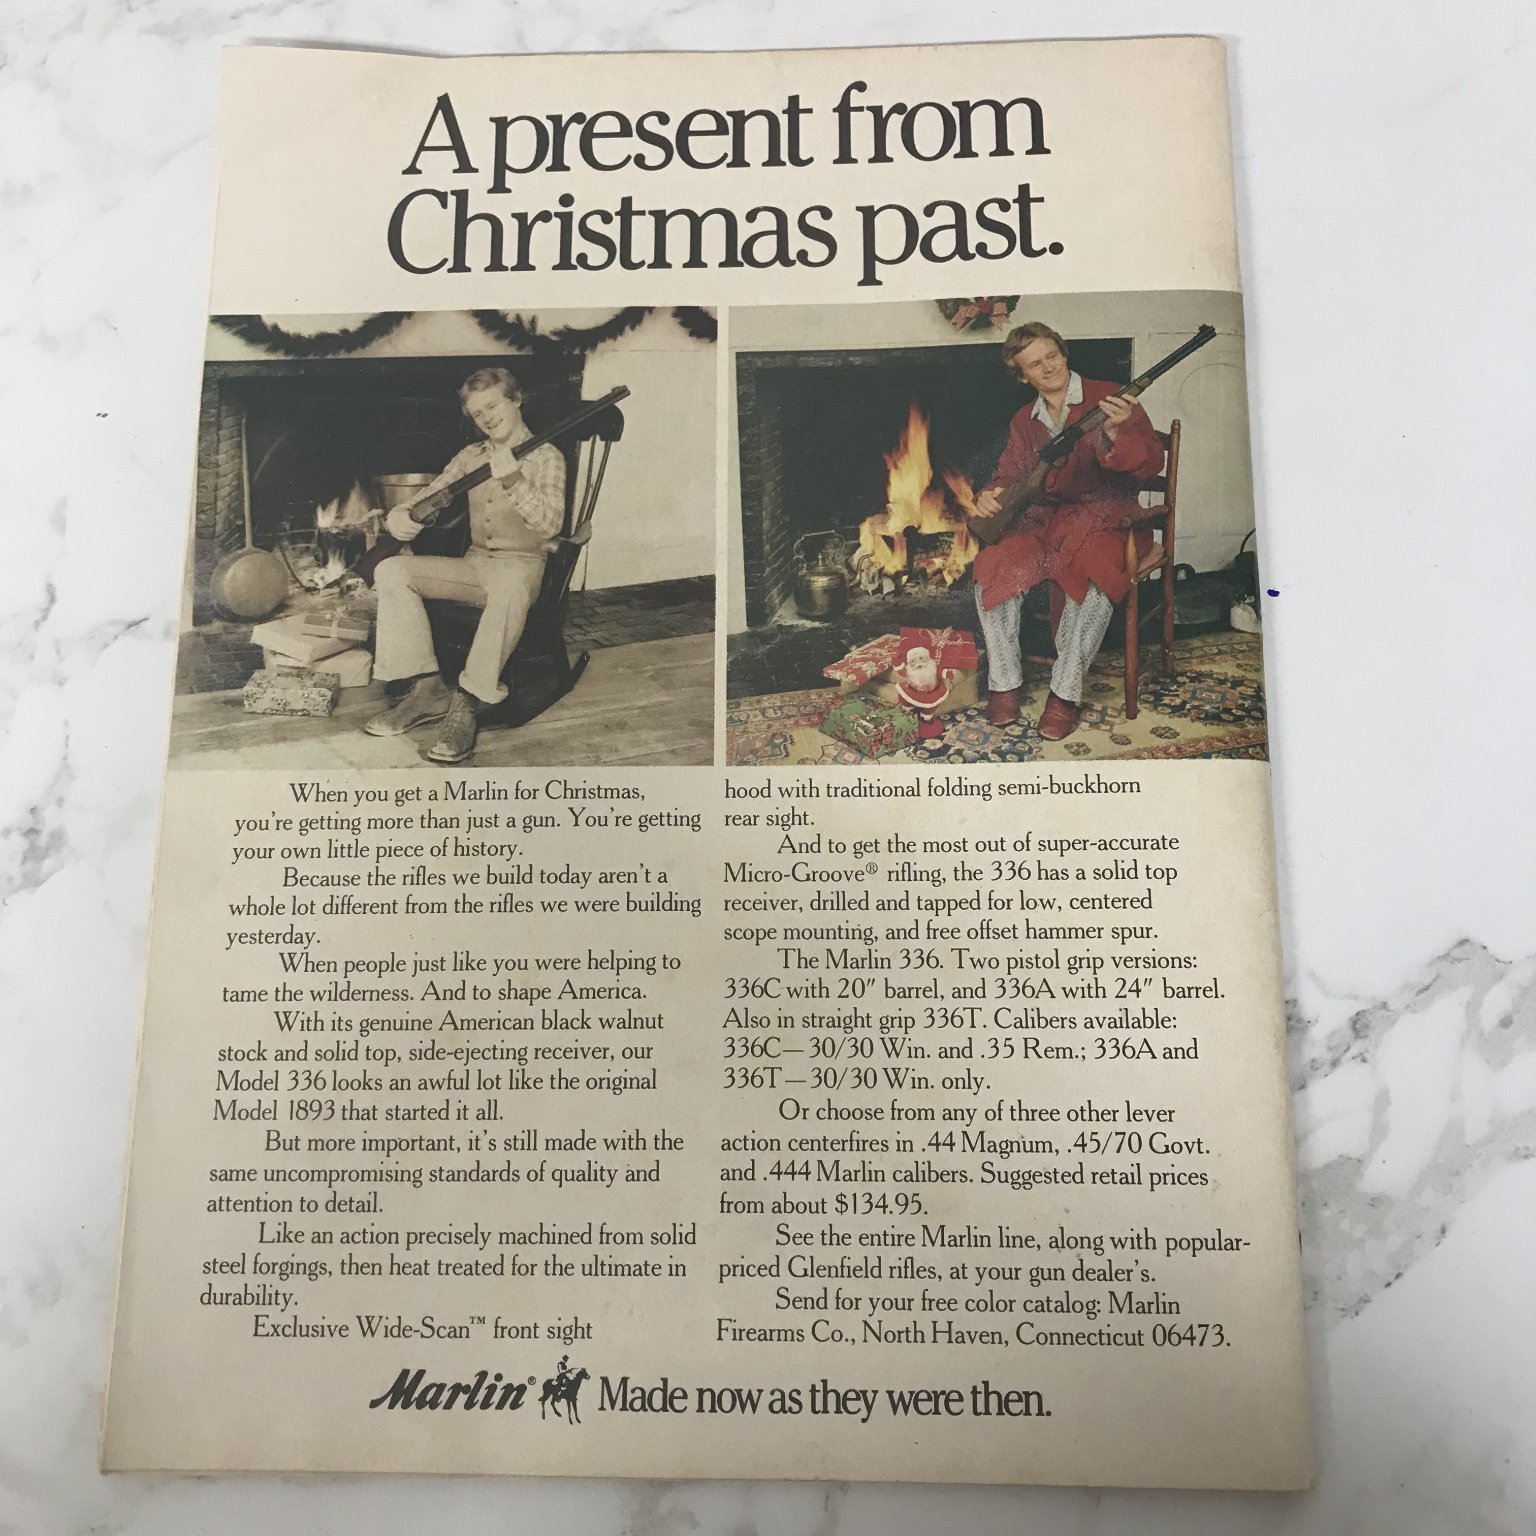 A present from
Christmas past.
When you get a Marlin for Christmas,
you're getting more than just a gun. You're getting
your own little piece of history.
Because the rifles we build today aren't a
whole lot different from the rifles we were building
yesterday.
When people just like you were helping to
tame the wilderness. And to shape America.
With its genuine American black walnut
stock and solid top, side-ejecting receiver, our
Model 336 looks an awful lot like the original
Model 1893 that started it all.
But more important, it's still made with the
same uncompromising standards of quality and
attention to detail.
Like an action precisely machined from solid
steel forgings, then heat treated for the ultimate in
durability.
Exclusive Wide-Scan™ front sight
hood with traditional folding semi-buckhorn
rear sight.
And to get the most out of super-accurate
Micro-Groove® rifling, the 336 has a solid top
receiver, drilled and tapped for low, centered
scope mounting, and free offset hammer spur.
The Marlin 336. Two pistol grip versions:
336C with 20" barrel, and 336A with 24" barrel.
Also in straight grip 336T. Calibers available:
336C—30/30 Win. and .35 Rem.; 336A and
336T—30/30 Win. only.
Or choose from any of three other lever
action centerfires in .44 Magnum, .45/70 Govt.
and .444 Marlin calibers. Suggested retail prices
from about $134.95.
See the entire Marlin line, along with popular-
priced Glenfield rifles, at your gun dealer's.
Send for your free color catalog: Marlin
Firearms Co., North Haven, Connecticut 06473.
Marlin® Made now as they were then.